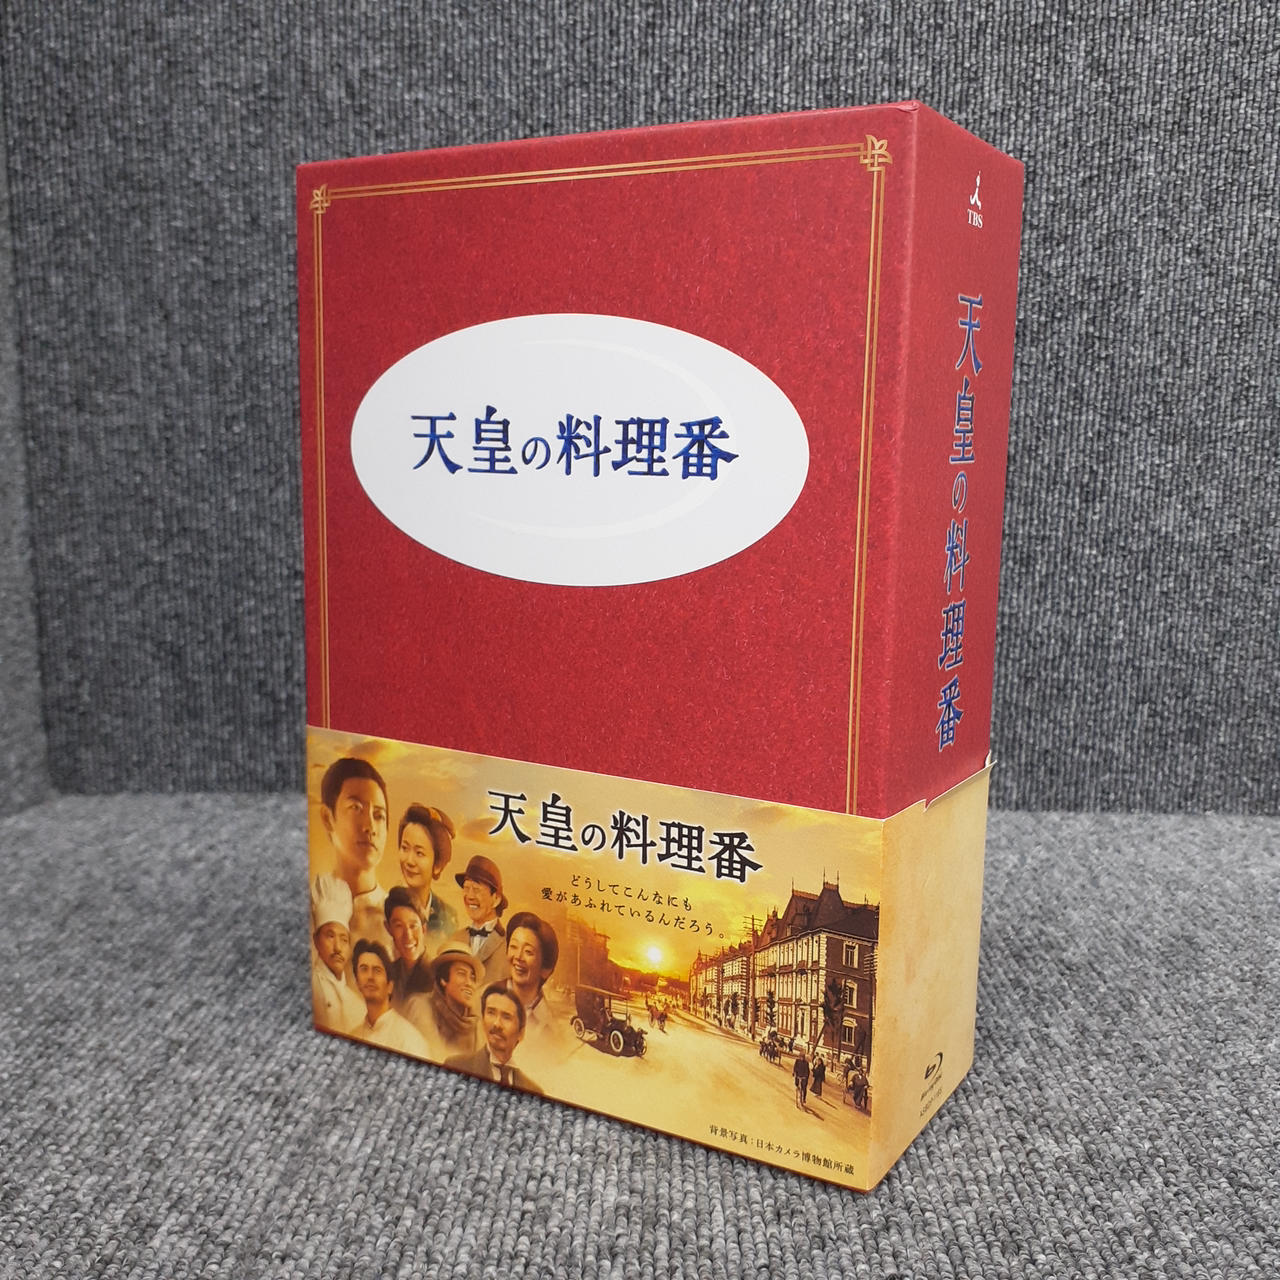 天皇の料理番
天皇の料理番
どうしてこんなにも
愛があふれているんだろう。
背景写真:日本カメラ博物館所蔵
TBS
天皇の料理番